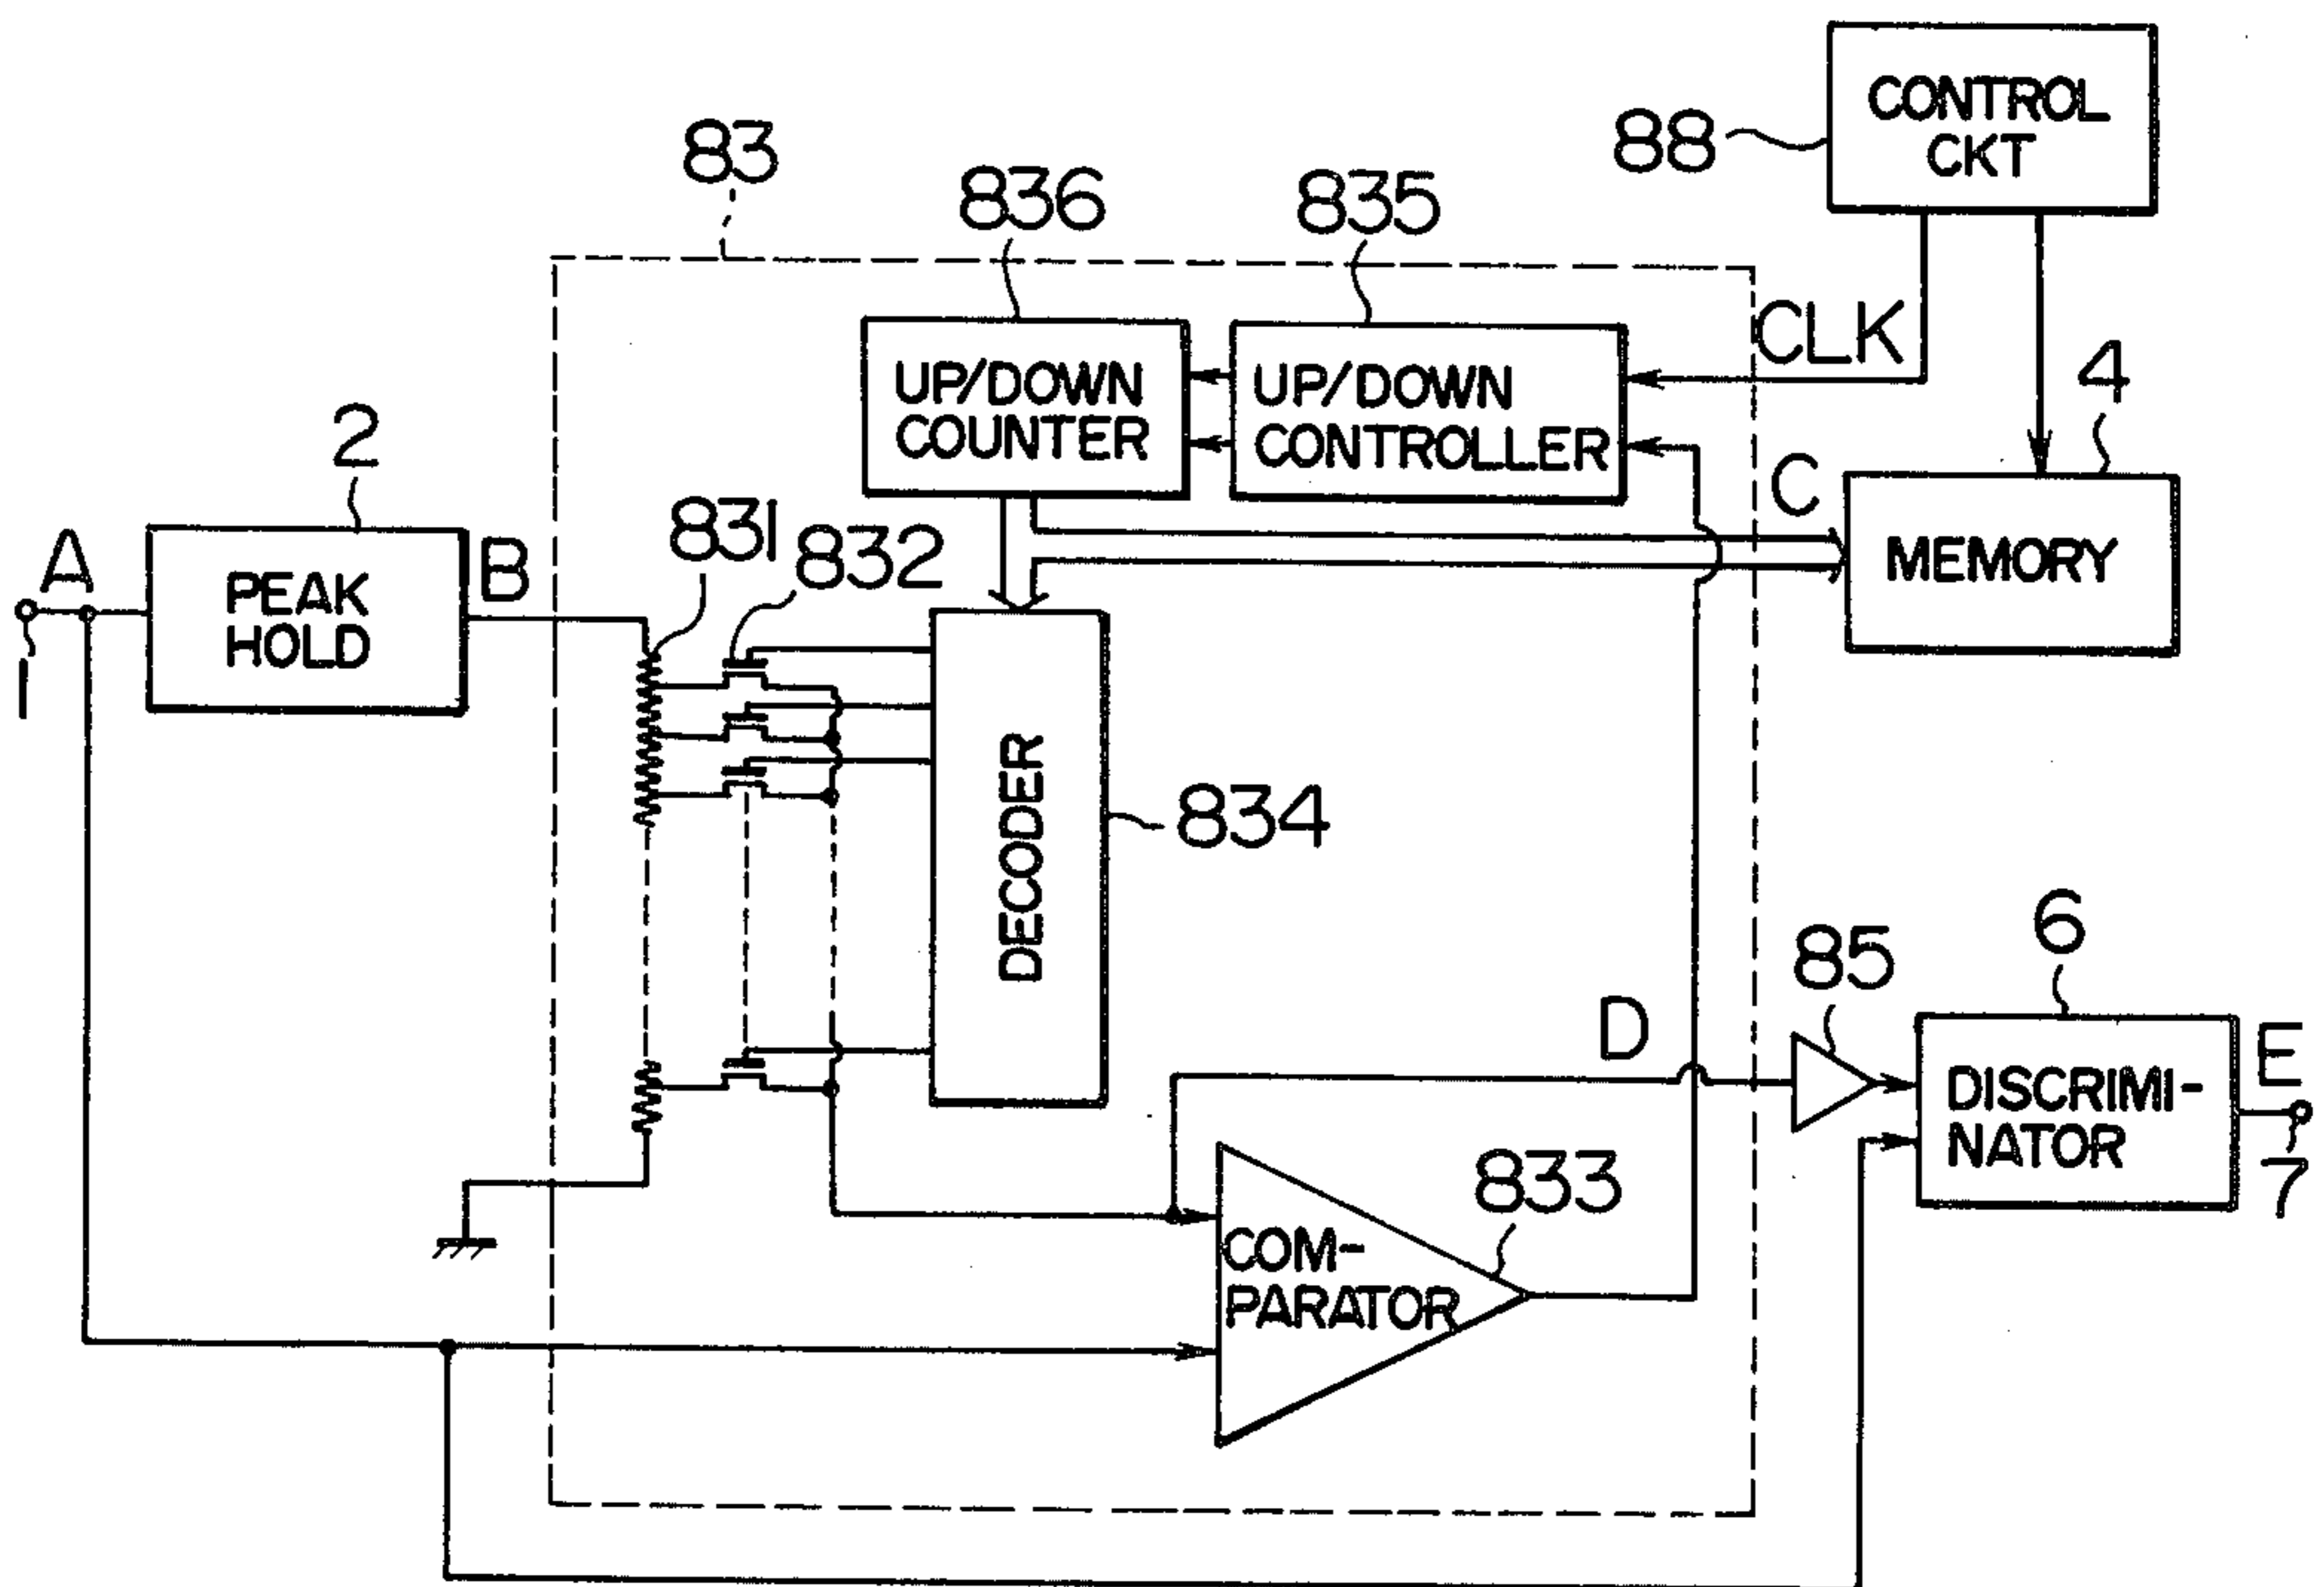 CONTROL
CKT
88
83
836
835
CLK
4
UP/DOWN
COUNTER
UP/DOWN
CONTROLLER
2
C
A
PEAK
HOLD
B
831
832
MEMORY
1
DECODER
834
6
85
D
E
DISCRIMI-
NATOR
833
7
COM-
PARATOR